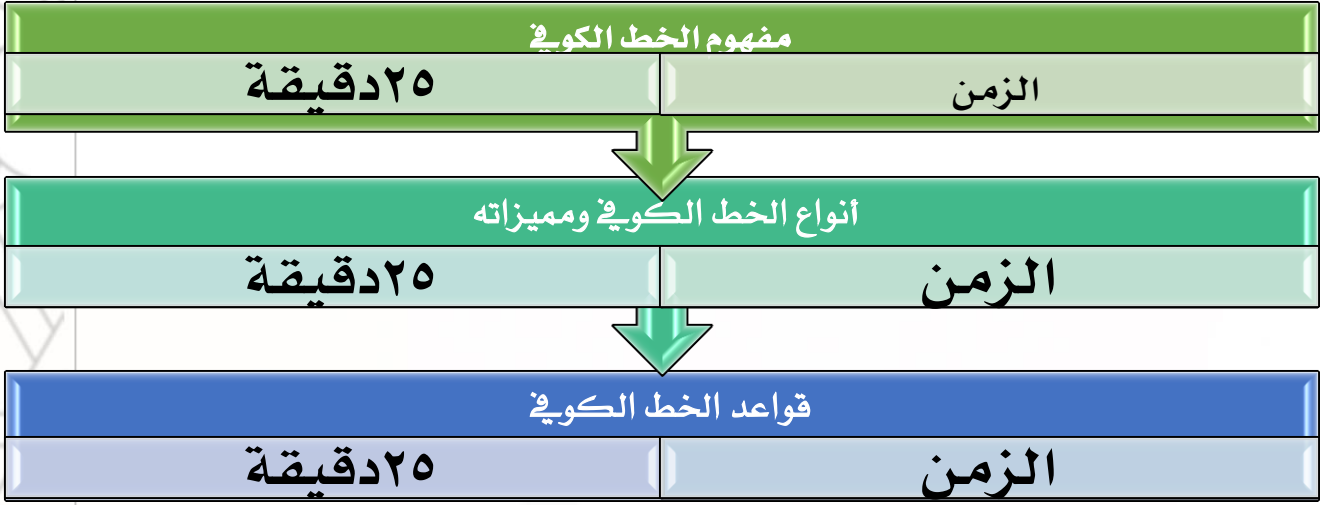 مفهوم الخط الكوفي
الزمن ٢٥دقيقة
أنواع الخط الكوفي ومميزاته
الزمن ٢٥دقيقة
قواعد الخط الكوفي
الزمن ٢٥دقيقة